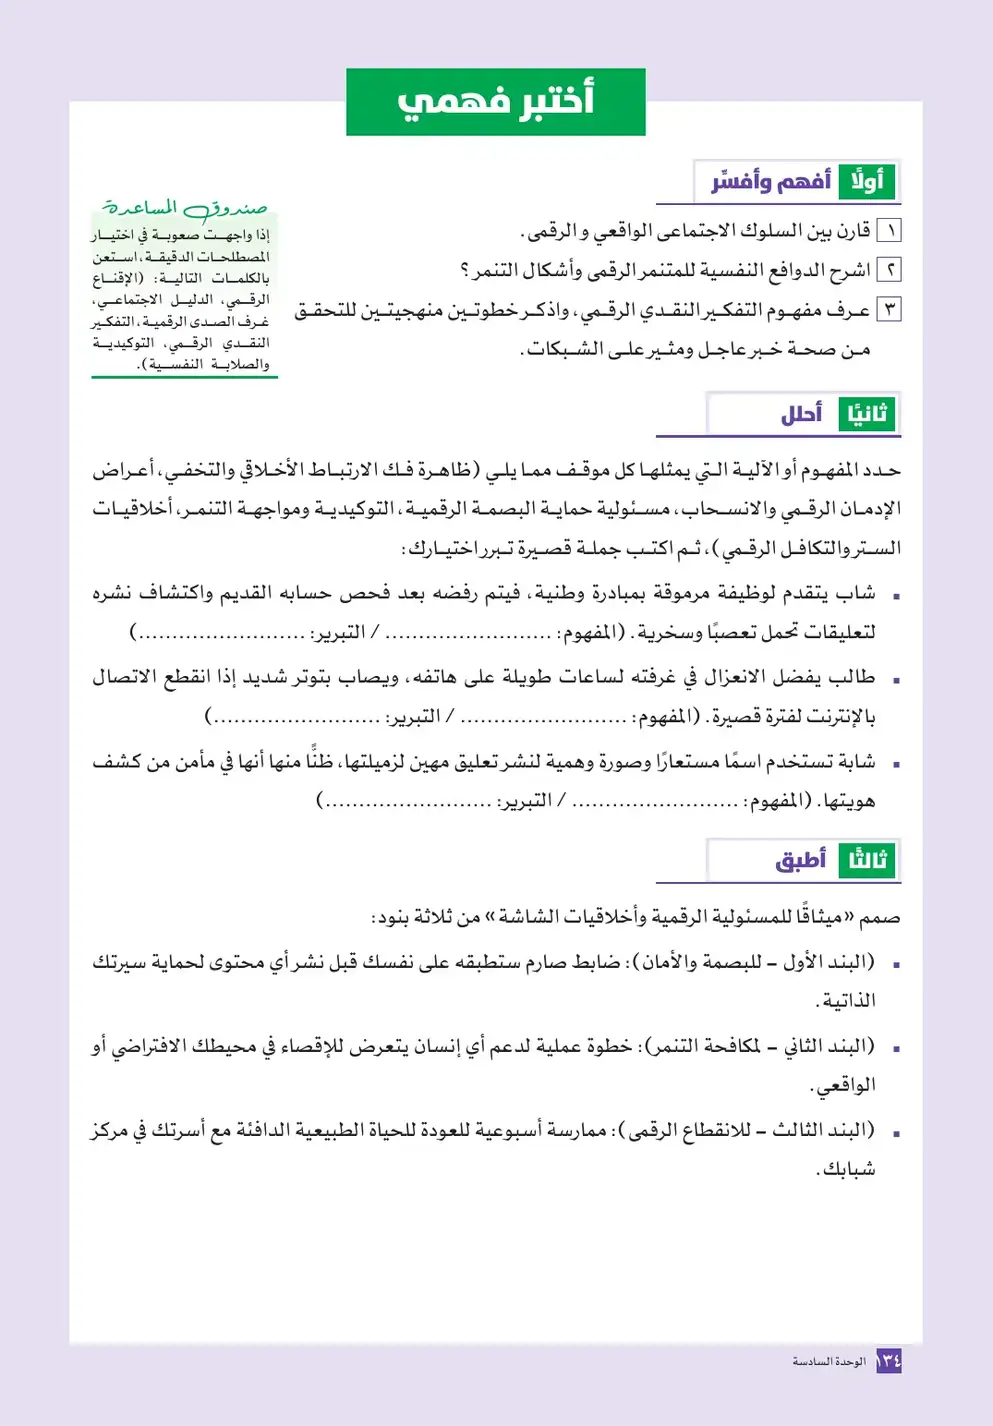 أختبر فهمي
أولًا أفهم وأفسِّر
١ قارن بين السلوك الاجتماعى الواقعي و الرقمى.
٢ اشرح الدوافع النفسية للمتنمر الرقمى وأشكال التنمر؟
٣ عرف مفهوم التفكير النقدي الرقمي، واذكر خطوتين منهجيتين للتحقق
من صحة خبر عاجل ومثير على الشبكات.
صندوق المساعدة
إذا واجهت صعوبة في اختيار
المصطلحات الدقيقة، استعن
بالكلمات التالية: (الإقناع
الرقمي، الدليل الاجتماعي،
غرف الصدى الرقمية، التفكير
النقدي الرقمي، التوكيدية
والصلابة النفسية).
ثانيًا أحلل
حدد المفهوم أو الآلية التي يمثلها كل موقف مما يلي (ظاهرة فك الارتباط الأخلاقي والتخفي، أعراض
الإدمان الرقمي والانسحاب، مسئولية حماية البصمة الرقمية، التوكيدية ومواجهة التنمر، أخلاقيات
الستر والتكافل الرقمي)، ثم اكتب جملة قصيرة تبرر اختيارك:
▪ شاب يتقدم لوظيفة مرموقة بمبادرة وطنية، فيتم رفضه بعد فحص حسابه القديم واكتشاف نشره
لتعليقات تحمل تعصبًا وسخرية. (المفهوم: ......................... / التبرير: .........................)
▪ طالب يفضل الانعزال في غرفته لساعات طويلة على هاتفه، ويصاب بتوتر شديد إذا انقطع الاتصال
بالإنترنت لفترة قصيرة. (المفهوم: ......................... / التبرير: .........................)
▪ شابة تستخدم اسمًا مستعارًا وصورة وهمية لنشر تعليق مهين لزميلتها، ظنًّا منها أنها في مأمن من كشف
هويتها. (المفهوم: ......................... / التبرير: .........................)
ثالثًا أطبق
صمم «ميثاقًا للمسئولية الرقمية وأخلاقيات الشاشة» من ثلاثة بنود:
▪ (البند الأول – للبصمة والأمان): ضابط صارم ستطبقه على نفسك قبل نشر أي محتوى لحماية سيرتك
الذاتية.
▪ (البند الثاني – لمكافحة التنمر): خطوة عملية لدعم أي إنسان يتعرض للإقصاء في محيطك الافتراضي أو
الواقعي.
▪ (البند الثالث – للانقطاع الرقمى): ممارسة أسبوعية للعودة للحياة الطبيعية الدافئة مع أسرتك في مركز
شبابك.
١٣٤ الوحدة السادسة